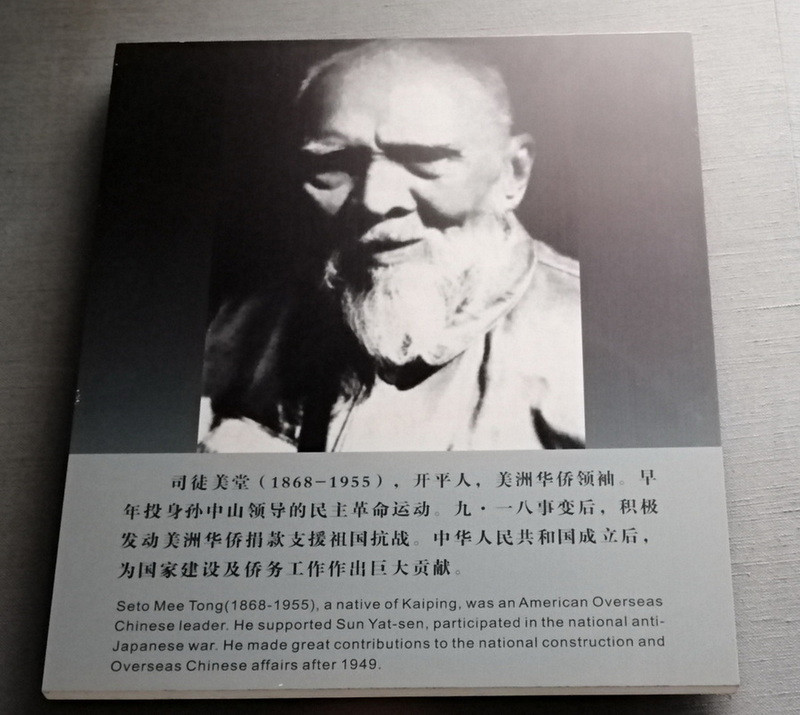 司徒美堂（1868-1955），开平人，美洲华侨领袖。早
年投身孙中山领导的民主革命运动。九·一八事变后，积极
发动美洲华侨捐款支援祖国抗战。中华人民共和国成立后，
为国家建设及侨务工作作出巨大贡献。
Seto Mee Tong(1868-1955), a native of Kaiping, was an American Overseas
Chinese leader. He supported Sun Yat-sen, participated in the national anti-
Japanese war. He made great contributions to the national construction and
Overseas Chinese affairs after 1949.